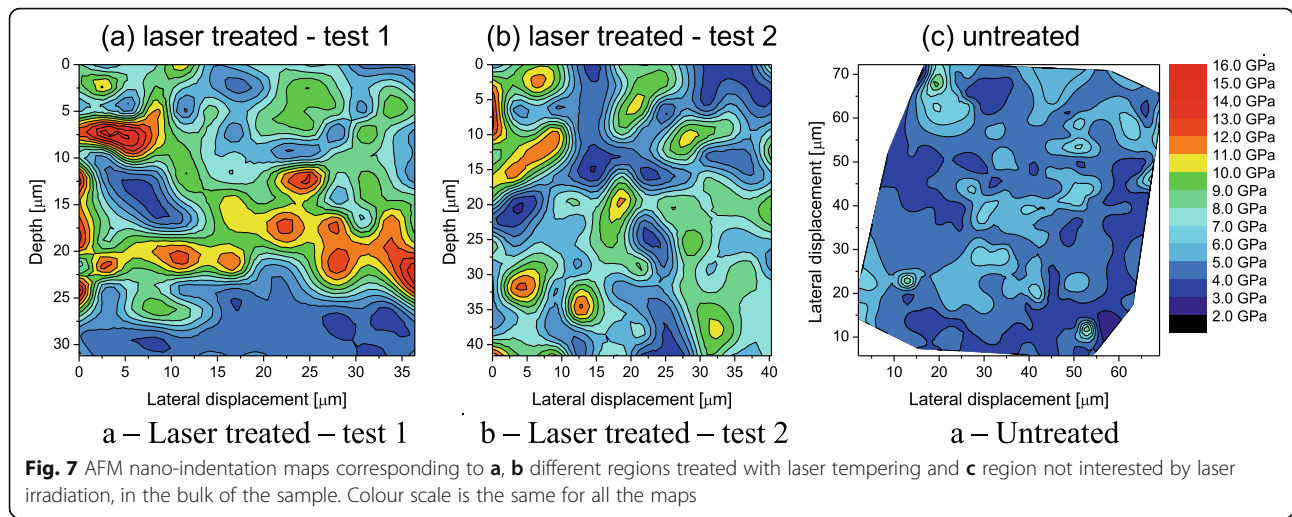 (a) laser treated - test 1
(b) laser treated - test 2
(c) untreated
0
5
10
15
20
25
30
Depth [µm]
0 5 10 15 20 25 30 35
Lateral displacement [µm]
0
5
10
15
20
25
30
35
40
Depth [µm]
0 5 10 15 20 25 30 35 40
Lateral displacement [µm]
70
60
50
40
30
20
10
Lateral displacement [µm]
10 20 30 40 50 60
Lateral displacement [µm]
16.0 GPa
15.0 GPa
14.0 GPa
13.0 GPa
12.0 GPa
11.0 GPa
10.0 GPa
9.0 GPa
8.0 GPa
7.0 GPa
6.0 GPa
5.0 GPa
4.0 GPa
3.0 GPa
2.0 GPa
a – Laser treated – test 1
b – Laser treated – test 2
a – Untreated
Fig. 7 AFM nano-indentation maps corresponding to a, b different regions treated with laser tempering and c region not interested by laser
irradiation, in the bulk of the sample. Colour scale is the same for all the maps